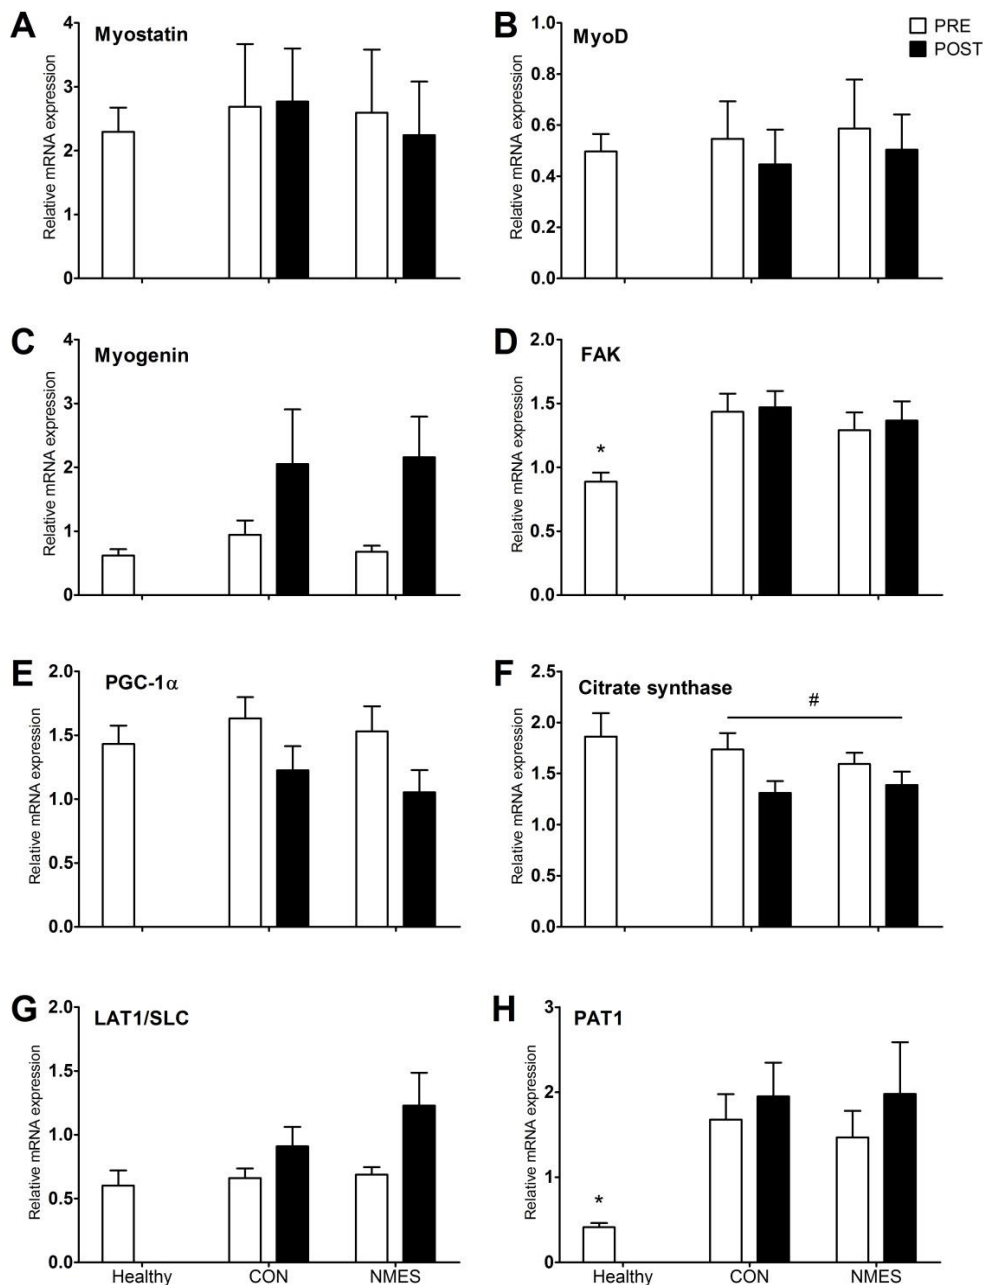 A
Myostatin
Relative mRNA expression
4
3
2
1
0
B
MyoD
PRE
POST
Relative mRNA expression
1.0
0.8
0.6
0.4
0.2
0.0
C
Myogenin
Relative mRNA expression
4
3
2
1
0
D
FAK
Relative mRNA expression
2.0
1.5
1.0
0.5
0.0
*
E
PGC-1α
Relative mRNA expression
2.0
1.5
1.0
0.5
0.0
F
Citrate synthase
Relative mRNA expression
2.5
2.0
1.5
1.0
0.5
0.0
#
G
LAT1/SLC
Relative mRNA expression
2.0
1.5
1.0
0.5
0.0
Healthy CON NMES
H
PAT1
Relative mRNA expression
3
2
1
0
*
Healthy CON NMES